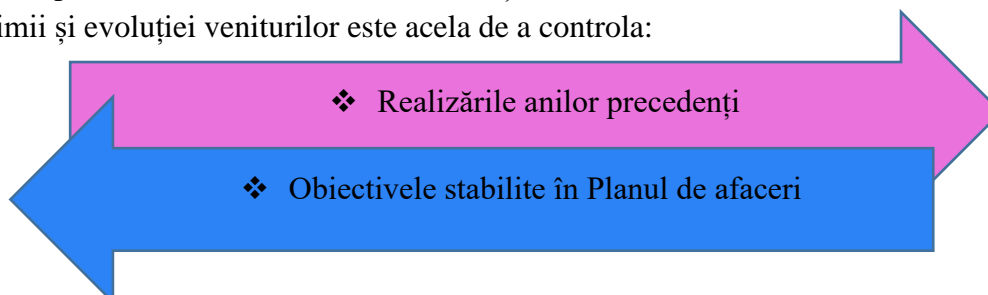 imii și evoluției veniturilor este acela de a controla:
❖ Realizările anilor precedenți
❖ Obiectivele stabilite în Planul de afaceri